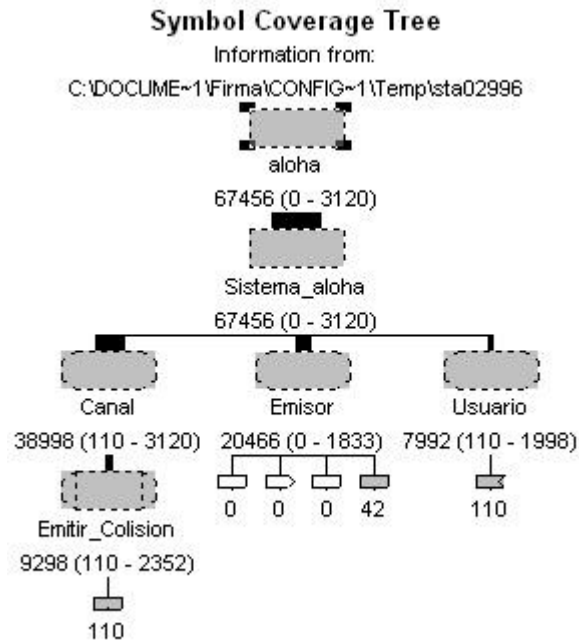 Symbol Coverage Tree
Information from:
C:\DOCUME~1\Firma\CONFIG~1\Temp\sta02996
aloha
67456 (0 - 3120)
Sistema_aloha
67456 (0 - 3120)
Canal Emisor Usuario
38998 (110 - 3120) 20466 (0 - 1833) 7992 (110 - 1998)
0 0 0 42 110
Emitir_Colision
9298 (110 - 2352)
110